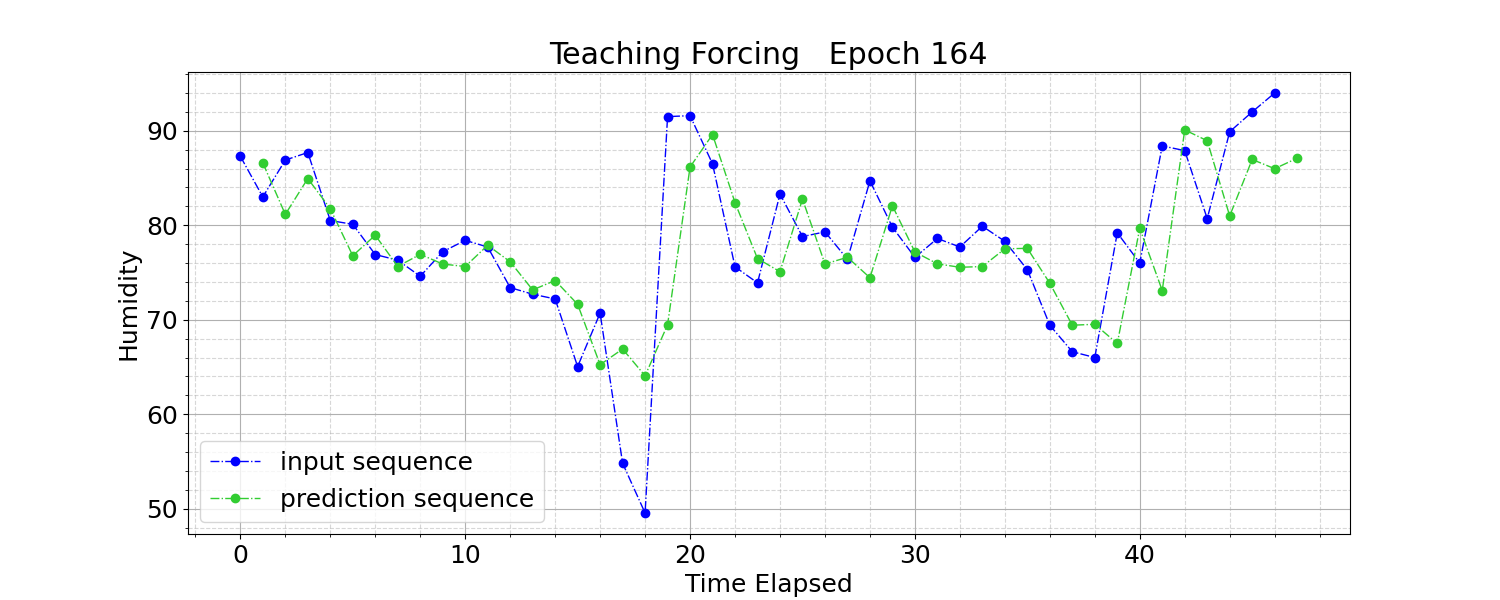 Teaching Forcing   Epoch 164
Humidity
90
80
70
60
50
input sequence
prediction sequence
0 10 20 30 40
Time Elapsed